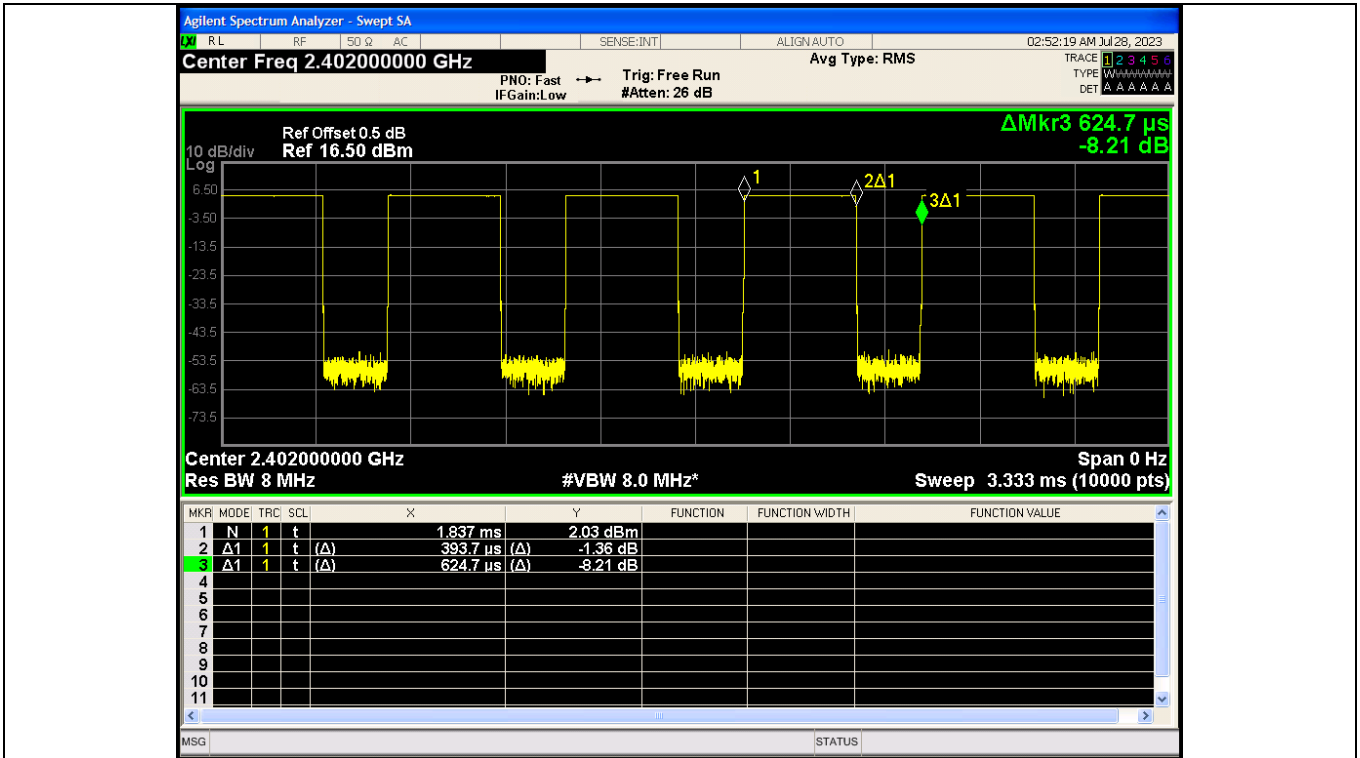 Agilent Spectrum Analyzer - Swept SA
LXI RL RF 50 Ω AC SENSE:INT ALIGNAUTO 02:52:19 AM Jul 28, 2023
Center Freq 2.402000000 GHz Avg Type: RMS TRACE 1 2 3 4 5 6
PNO: Fast Trig: Free Run TYPE
IFGain:Low #Atten: 26 dB DET A A A A A A
ΔMkr3 624.7 µs
-8.21 dB
Ref Offset 0.5 dB
10 dB/div Ref 16.50 dBm
Log
6.50
-3.50
-13.5
-23.5
-33.5
-43.5
-53.5
-63.5
-73.5
1
2Δ1
3Δ1
Center 2.402000000 GHz Span 0 Hz
Res BW 8 MHz #VBW 8.0 MHz* Sweep 3.333 ms (10000 pts)
MKR MODE TRC SCL X Y FUNCTION FUNCTION WIDTH FUNCTION VALUE
1 N 1 t 1.837 ms 2.03 dBm
2 Δ1 1 t (Δ) 393.7 µs (Δ) -1.36 dB
3 Δ1 1 t (Δ) 624.7 µs (Δ) -8.21 dB
4
5
6
7
8
9
10
11
MSG STATUS